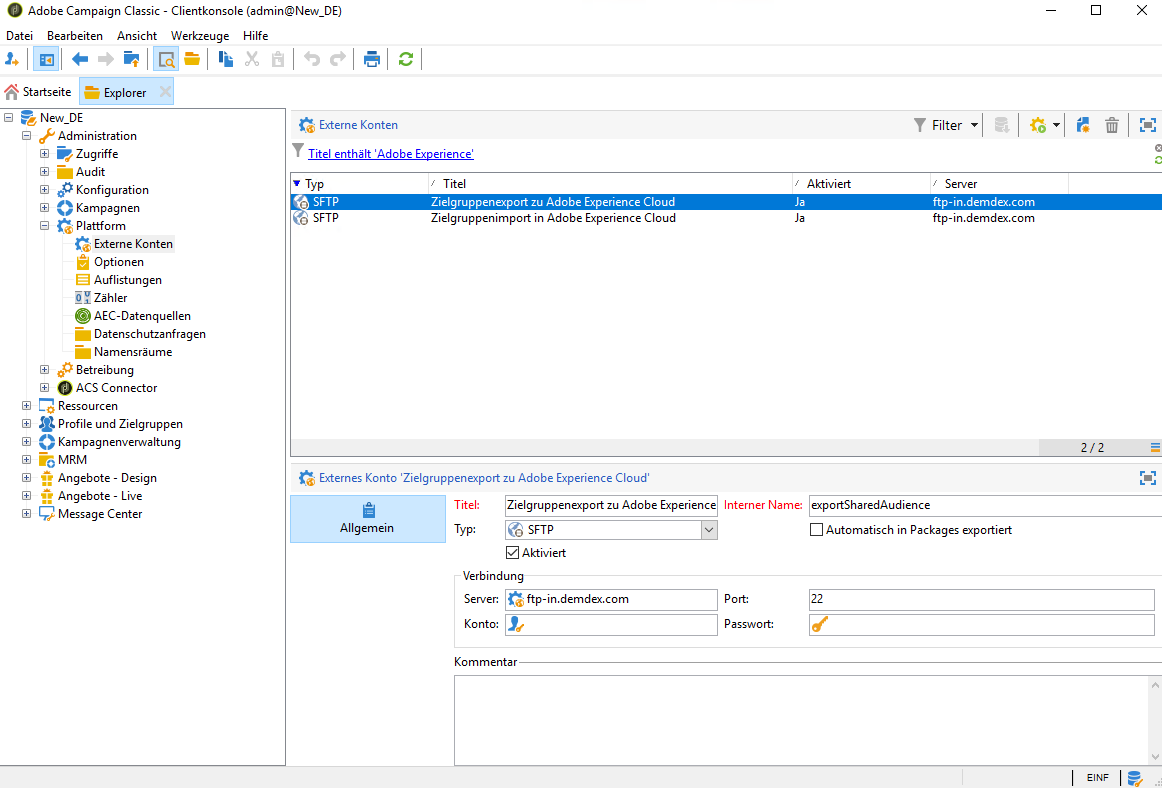 Adobe Campaign Classic - Clientkonsole (admin@New_DE)
Datei Bearbeiten Ansicht Werkzeuge Hilfe
Startseite Explorer
New_DE
Administration
Zugriffe
Audit
Konfiguration
Kampagnen
Plattform
Externe Konten
Optionen
Auflistungen
Zähler
AEC-Datenquellen
Datenschutzanfragen
Namensräume
Betreibung
ACS Connector
Ressourcen
Profile und Zielgruppen
Kampagnenverwaltung
MRM
Angebote - Design
Angebote - Live
Message Center
Externe Konten Filter
Titel enthält 'Adobe Experience'
Typ Titel Aktiviert Server
SFTP Zielgruppenexport zu Adobe Experience Cloud Ja ftp-in.demdex.com
SFTP Zielgruppenimport in Adobe Experience Cloud Ja ftp-in.demdex.com
2 / 2
Externes Konto 'Zielgruppenexport zu Adobe Experience Cloud'
Allgemein
Titel: Zielgruppenexport zu Adobe Experience Interner Name: exportSharedAudience
Typ: SFTP Automatisch in Packages exportiert
Aktiviert
Verbindung
Server: ftp-in.demdex.com Port: 22
Konto: Passwort:
Kommentar
EINF